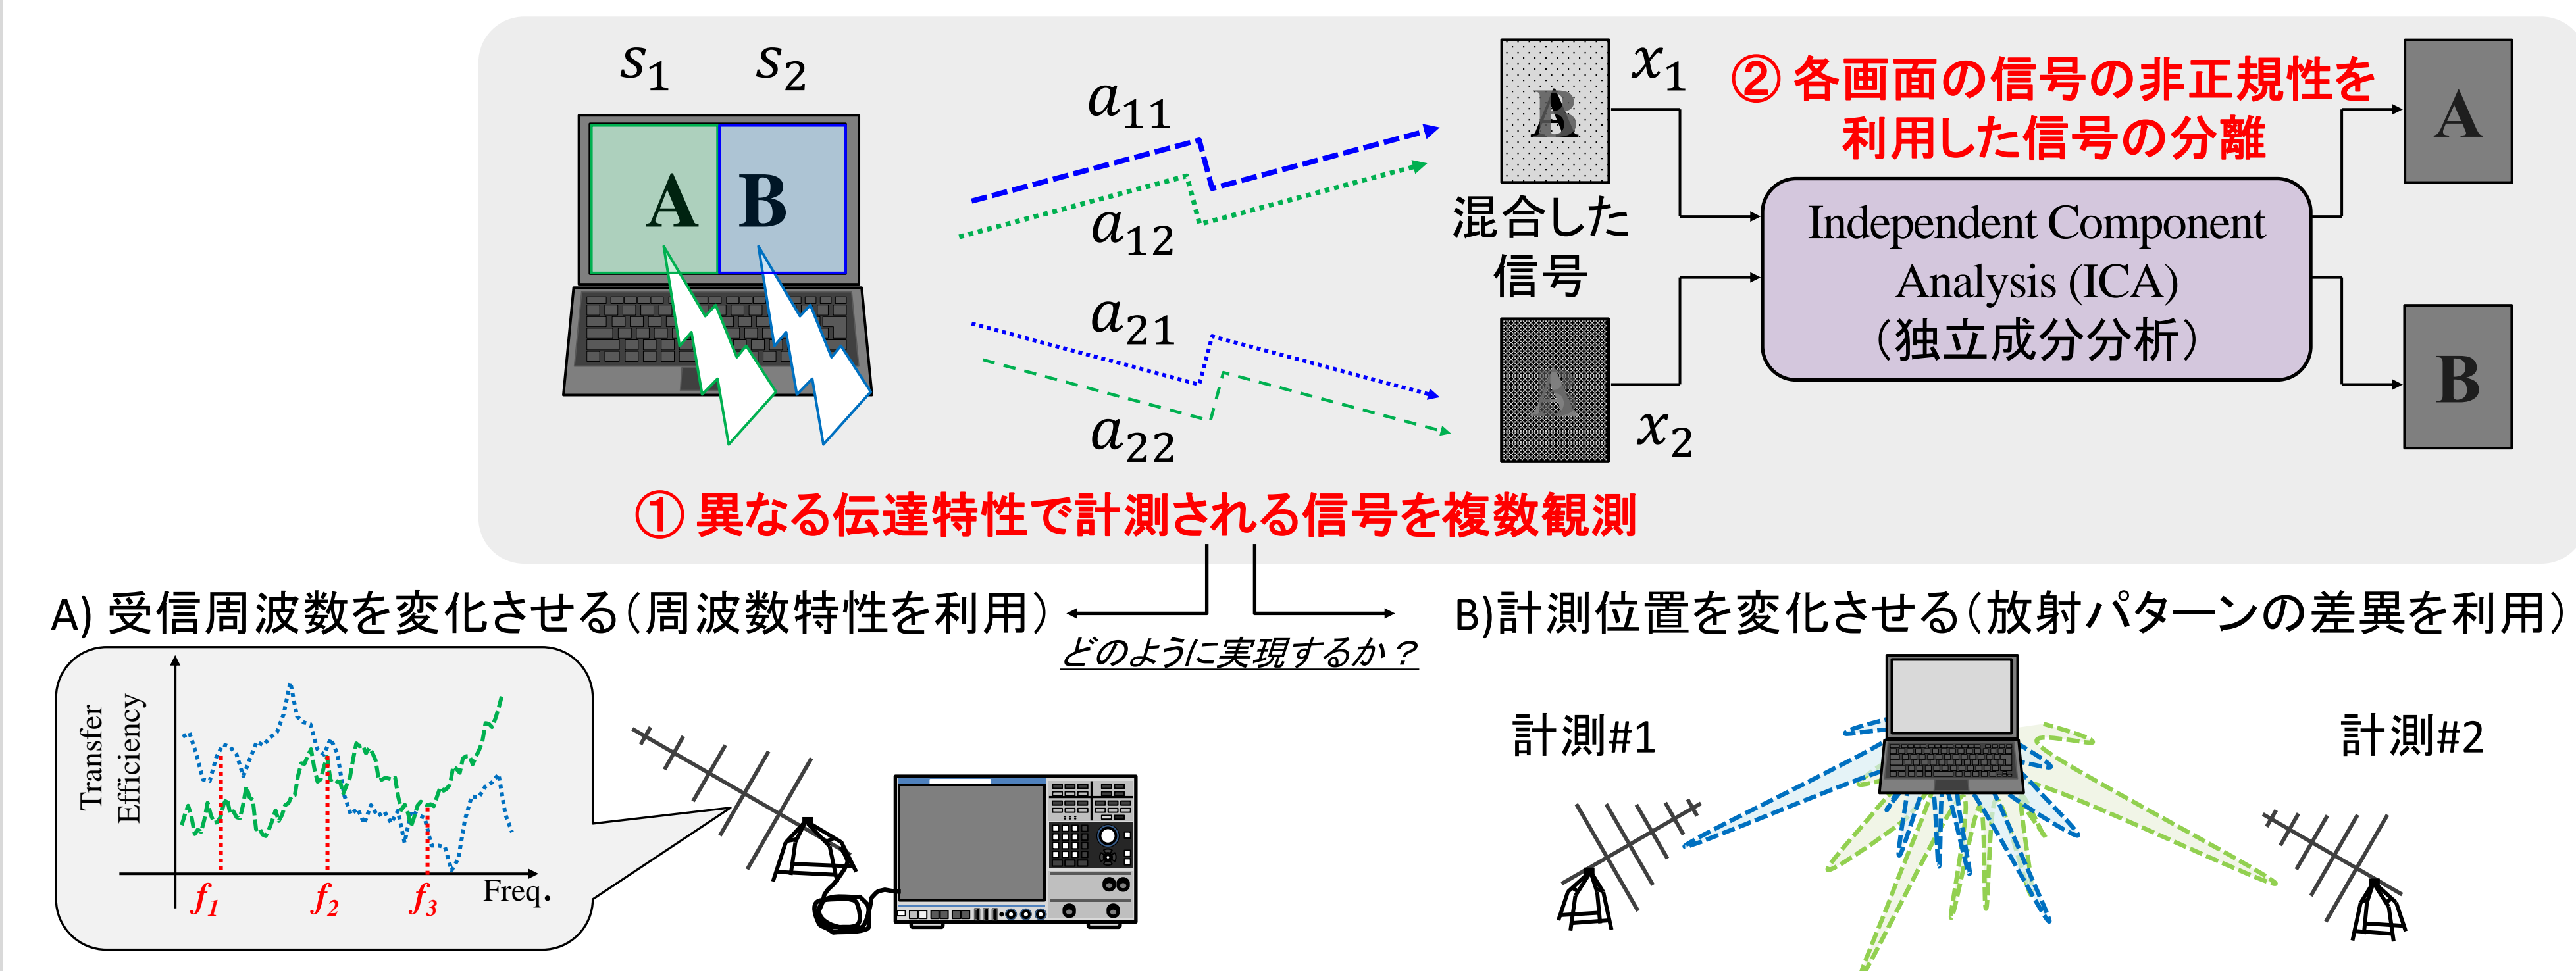 s1 s2
A B
a11
a12
a21
a22
B
A
x1
混合した
信号
A
x2
② 各画面の信号の非正規性を
利用した信号の分離
Independent Component
Analysis (ICA)
（独立成分分析）
A
B
① 異なる伝達特性で計測される信号を複数観測
どのように実現するか？
A) 受信周波数を変化させる（周波数特性を利用）
Transfer
Efficiency
f1 f2 f3 Freq.
B)計測位置を変化させる（放射パターンの差異を利用）
計測#1
計測#2